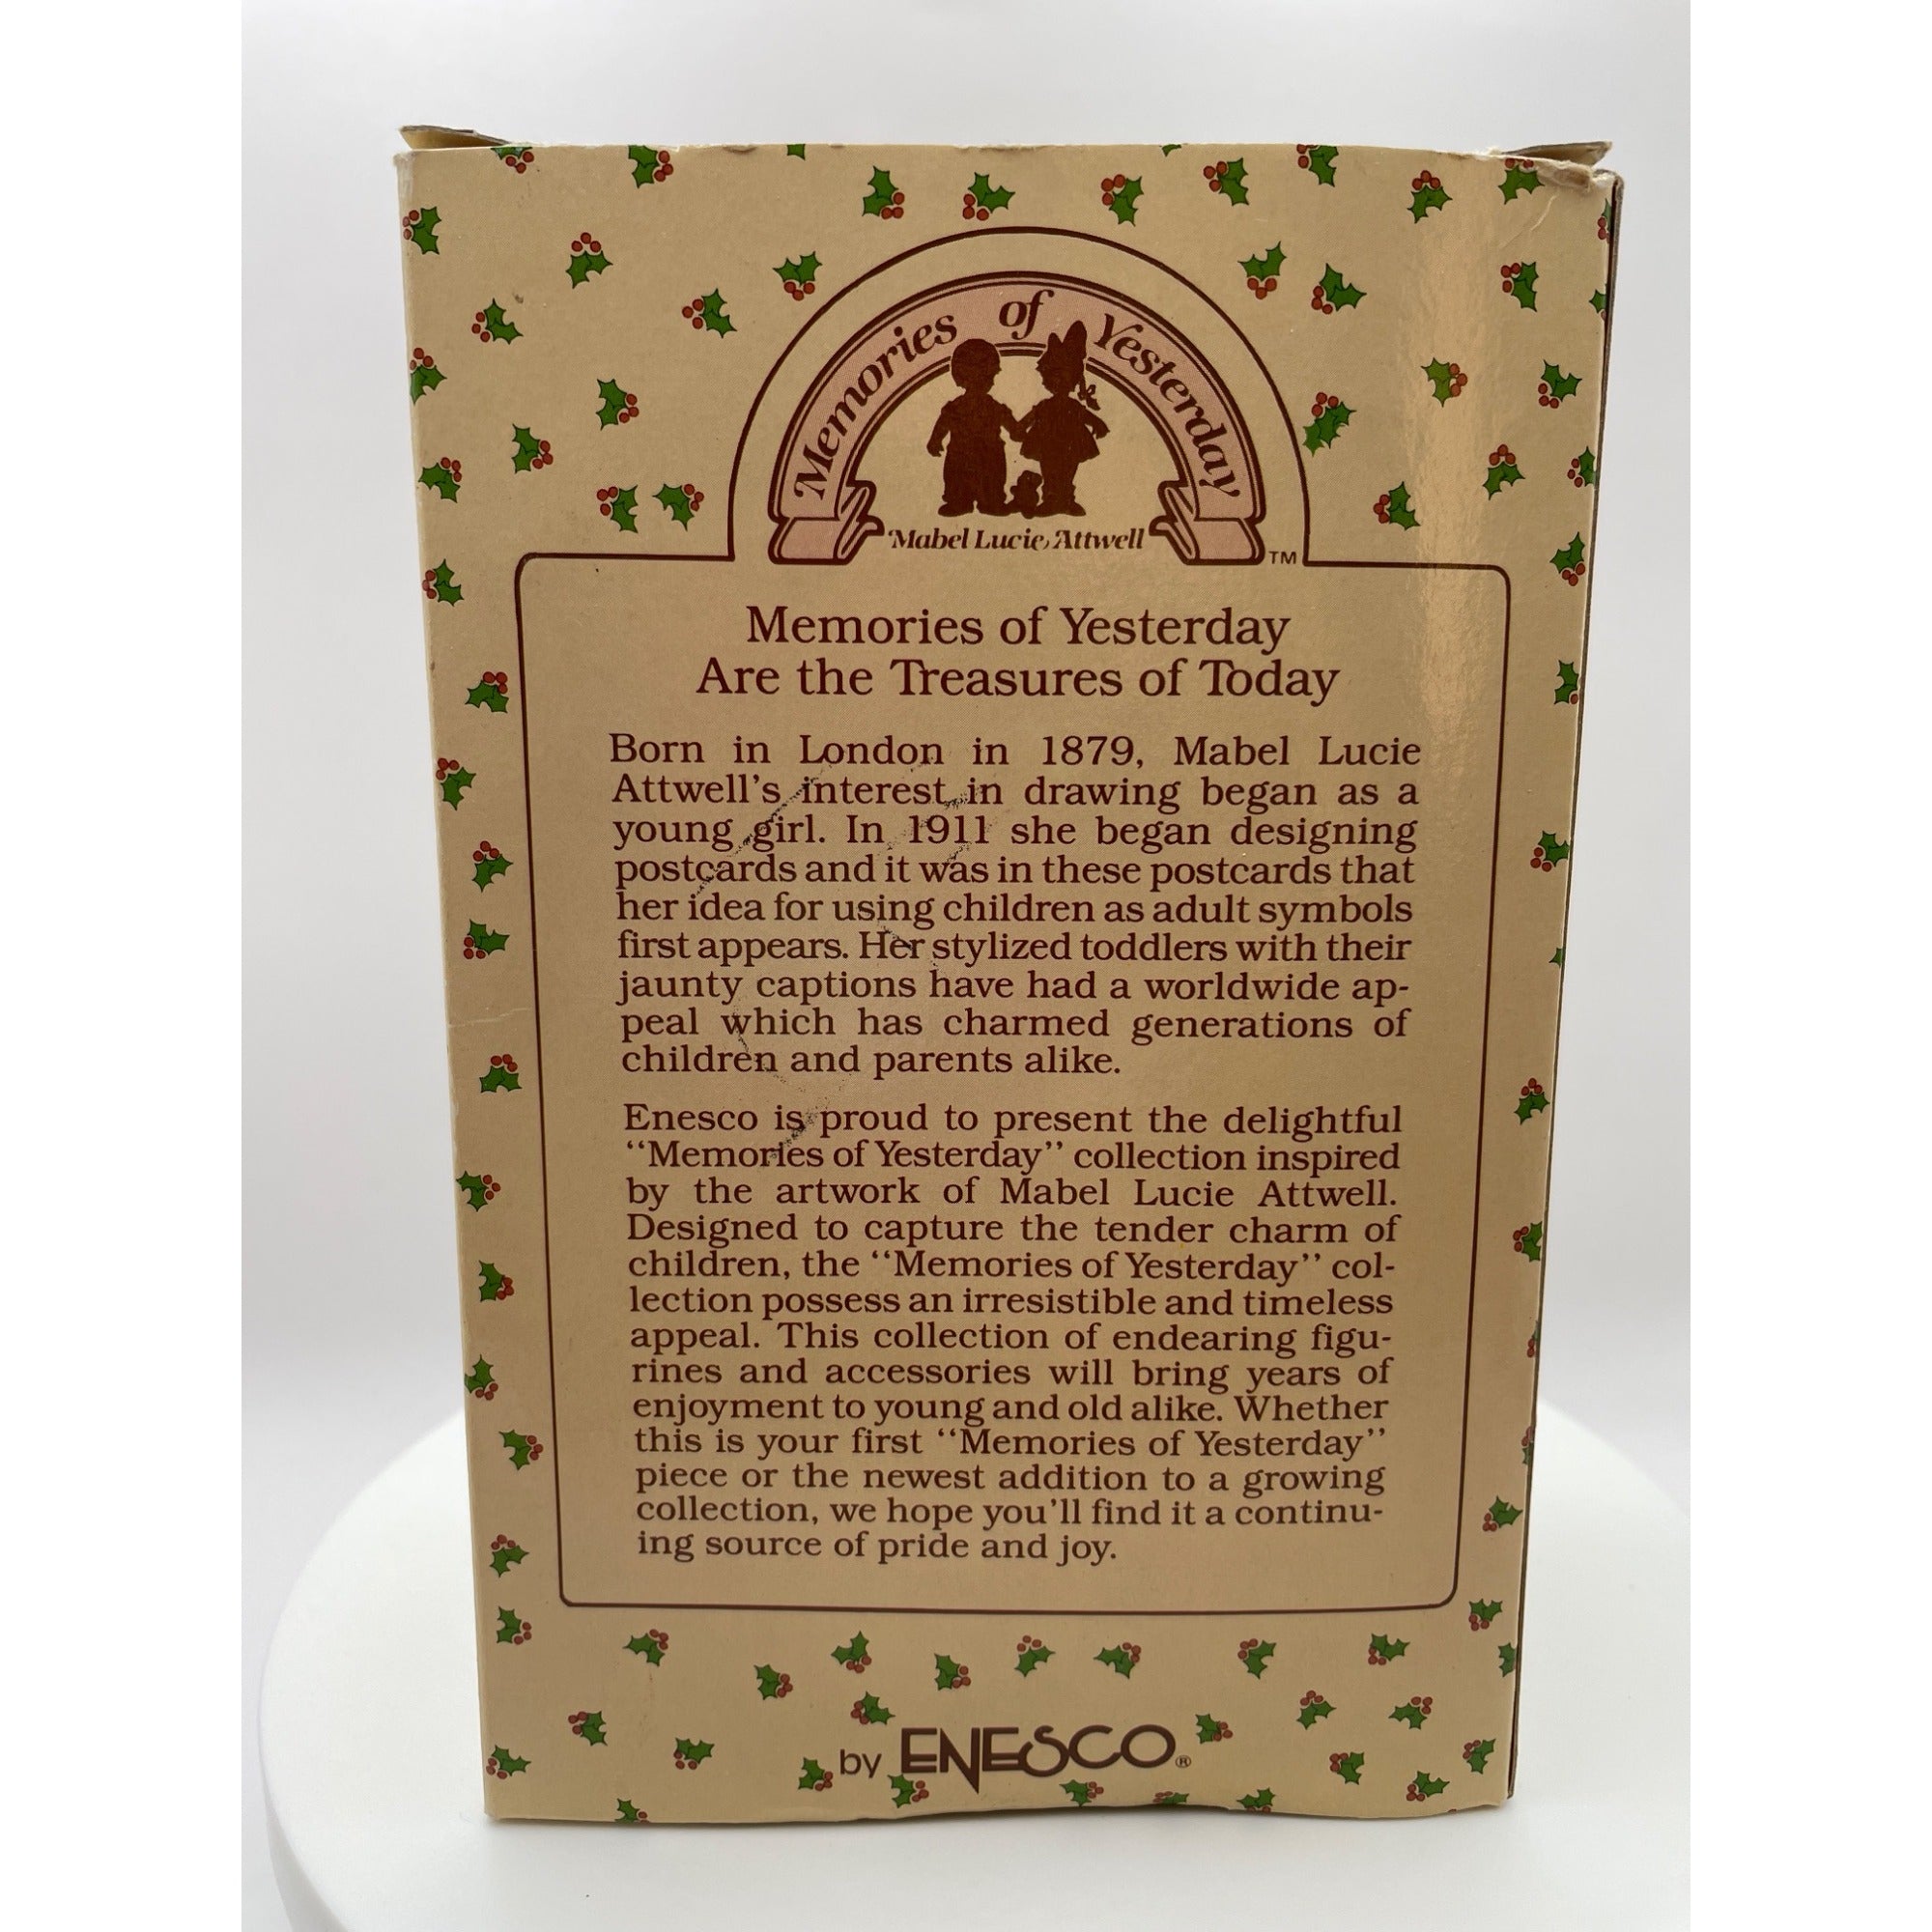 Memories of Yesterday
Mabel Lucie Attwell
TM
Memories of Yesterday
Are the Treasures of Today
Born in London in 1879, Mabel Lucie
Attwell's interest in drawing began as a
young girl. In 1911 she began designing
postcards and it was in these postcards that
her idea for using children as adult symbols
first appears. Her stylized toddlers with their
jaunty captions have had a worldwide ap-
peal which has charmed generations of
children and parents alike.
Enesco is proud to present the delightful
‘‘Memories of Yesterday’’ collection inspired
by the artwork of Mabel Lucie Attwell.
Designed to capture the tender charm of
children, the ‘‘Memories of Yesterday’’ col-
lection possess an irresistible and timeless
appeal. This collection of endearing figu-
rines and accessories will bring years of
enjoyment to young and old alike. Whether
this is your first ‘‘Memories of Yesterday’’
piece or the newest addition to a growing
collection, we hope you'll find it a continu-
ing source of pride and joy.
by ENESCO®